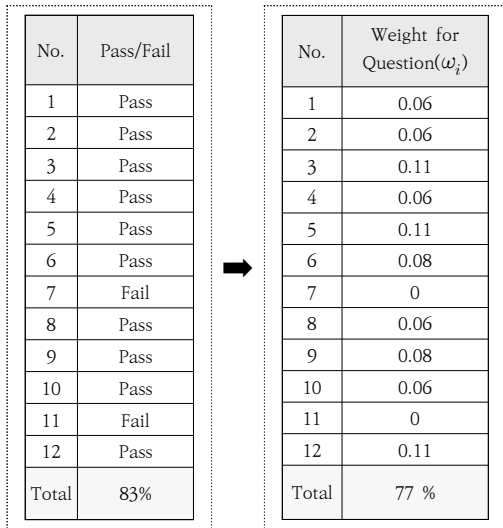 No. Pass/Fail
1 Pass
2 Pass
3 Pass
4 Pass
5 Pass
6 Pass
7 Fail
8 Pass
9 Pass
10 Pass
11 Fail
12 Pass
Total 83%
No. Weight for
Question(ωᵢ)
1 0.06
2 0.06
3 0.11
4 0.06
5 0.11
6 0.08
7 0
8 0.06
9 0.08
10 0.06
11 0
12 0.11
Total 77 %